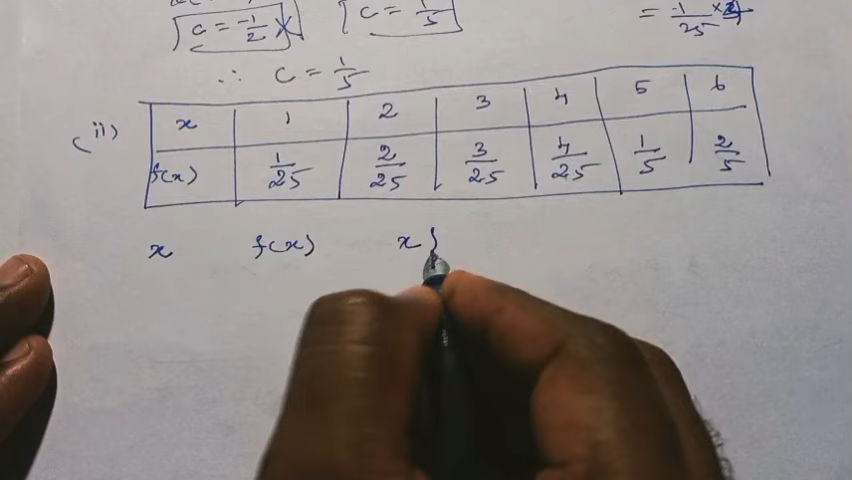 c = -1/2 × c = 1/5 = -1/25 ×
∴ c = 1/5
(ii) x 1 2 3 4 5 6
f(x) 1/25 2/25 3/25 4/25 1/5 2/5
x f(x) x